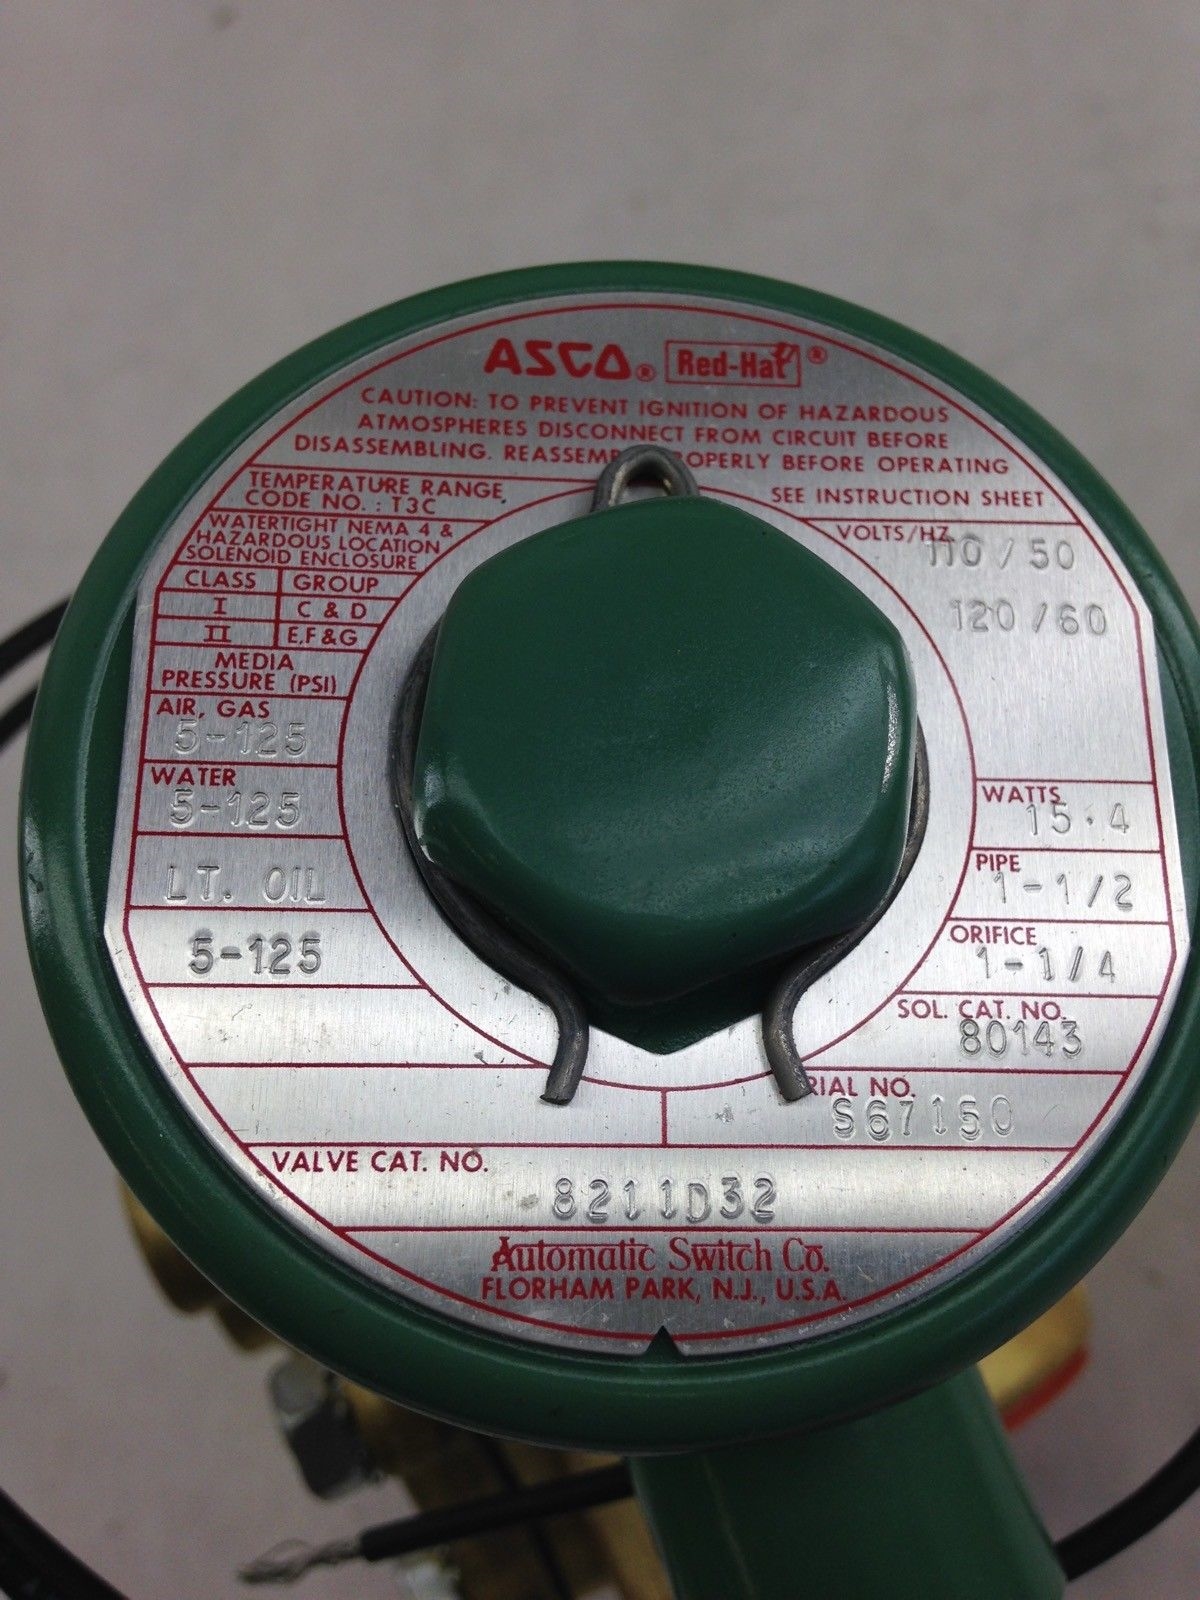 ASCO® Red-Hat®
CAUTION: TO PREVENT IGNITION OF HAZARDOUS
ATMOSPHERES DISCONNECT FROM CIRCUIT BEFORE
DISASSEMBLING. PROPERLY BEFORE OPERATING
SEE INSTRUCTION SHEET
TEMPERATURE RANGE
CODE NO.: T3C
WATERTIGHT NEMA 4 &
HAZARDOUS LOCATION
SOLENOID ENCLOSURE
CLASS GROUP
I C & D
II E,F & G
MEDIA
PRESSURE (PSI)
AIR, GAS
5-125
WATER
5-125
LT. OIL
5-125
VOLTS/HZ.
110/50
120/60
WATTS
15.4
PIPE
1-1/2
ORIFICE
1-1/4
SOL. CAT. NO.
80143
NO.
S67150
VALVE CAT. NO.
8211D32
Automatic Switch Co.
FLORHAM PARK, N.J., U.S.A.